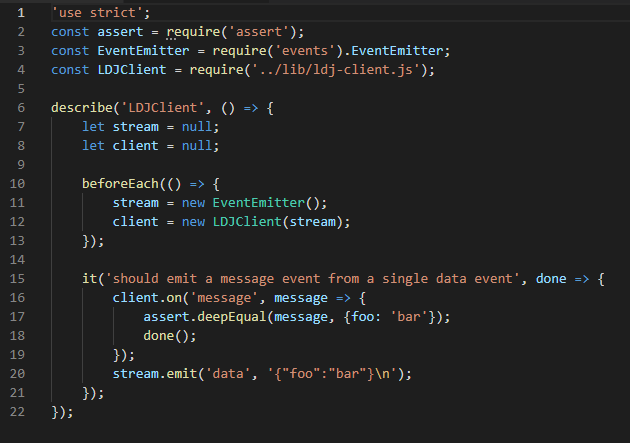 1 'use strict';
2 const assert = require('assert');
3 const EventEmitter = require('events').EventEmitter;
4 const LDJClient = require('../lib/ldj-client.js');
5
6 describe('LDJClient', () => {
7     let stream = null;
8     let client = null;
9
10     beforeEach(() => {
11         stream = new EventEmitter();
12         client = new LDJClient(stream);
13     });
14
15     it('should emit a message event from a single data event', done => {
16         client.on('message', message => {
17             assert.deepEqual(message, {foo: 'bar'});
18             done();
19         });
20         stream.emit('data', '{"foo":"bar"}\n');
21     });
22 });